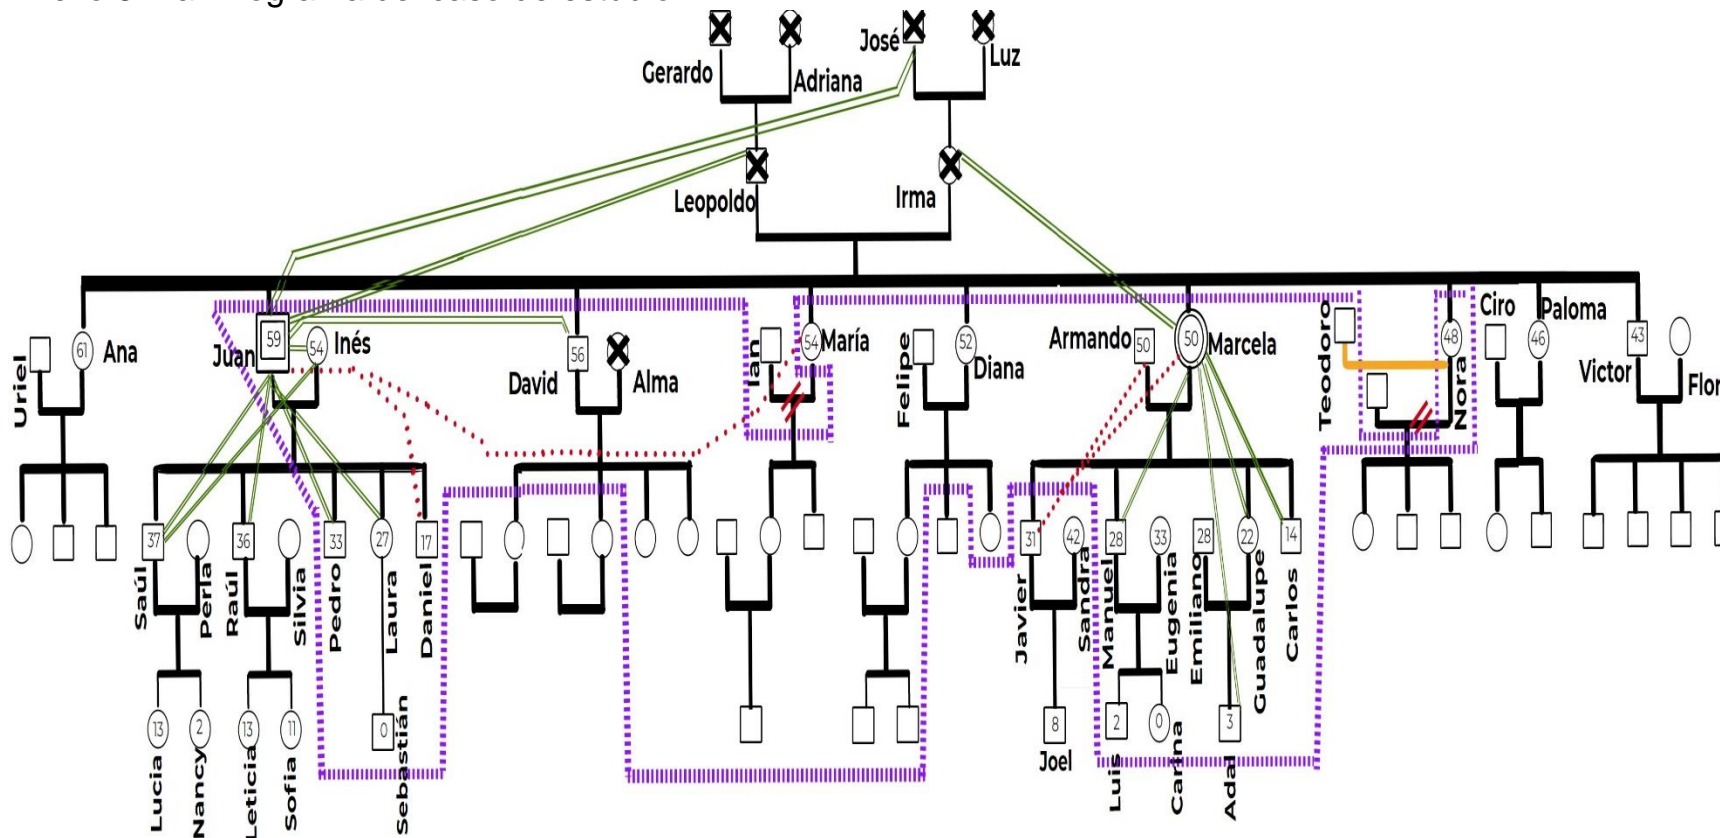 José
Luz
Gerardo
Adriana
Leopoldo
Irma
Uriel
61
Ana
59
Juan
54
Inés
56
David
Alma
Ian
54
María
Felipe
52
Diana
Armando
50
50
Marcela
Teodoro
48
Nora
Ciro
Paloma
46
43
Victor
Flor
37
Saúl
Perla
36
Raúl
Silvia
33
Pedro
27
Laura
17
Daniel
31
Javier
42
Sandra
28
Manuel
33
Eugenia
28
Emiliano
22
Guadalupe
14
Carlos
13
Lucia
2
Nancy
13
Leticia
11
Sofia
0
Sebastián
8
Joel
2
Luis
0
Carina
3
Adal